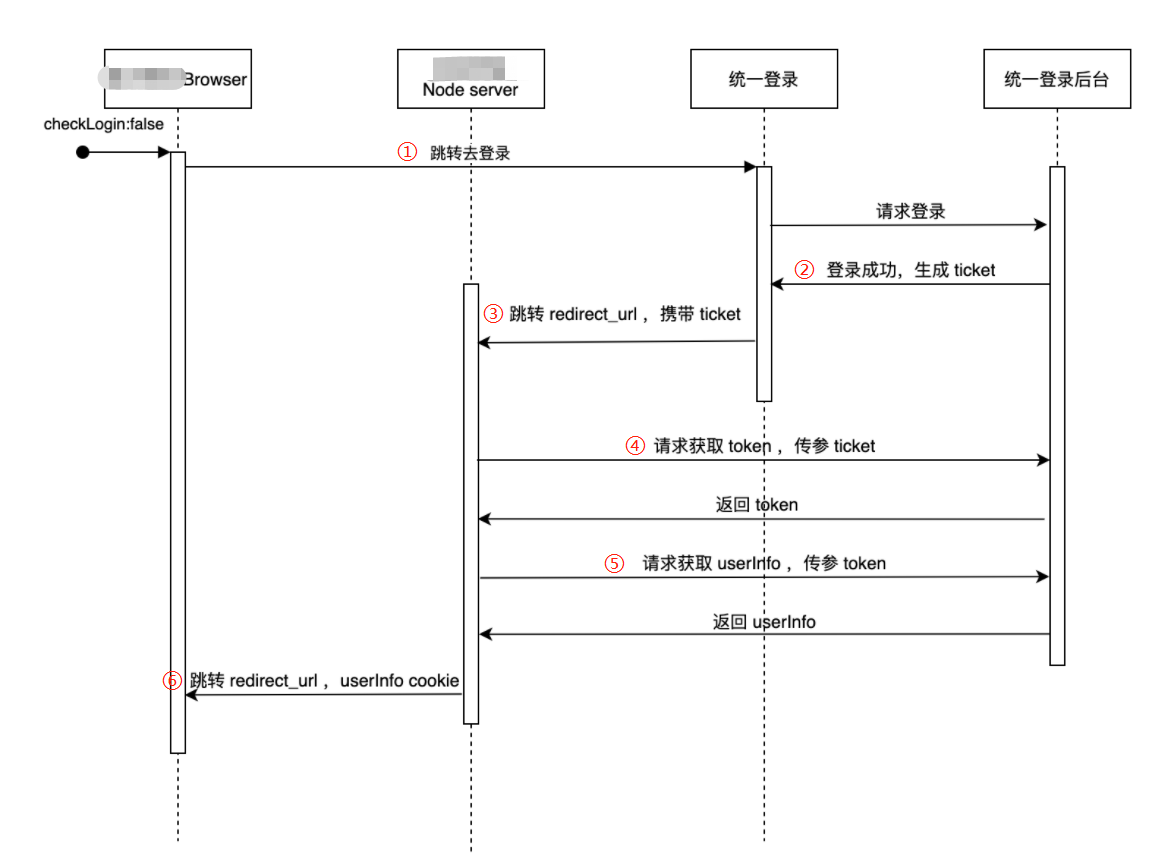 Browser
Node server
统一登录
统一登录后台
checkLogin:false
① 跳转去登录
请求登录
② 登录成功，生成 ticket
③ 跳转 redirect_url ，携带 ticket
④ 请求获取 token ，传参 ticket
返回 token
⑤ 请求获取 userInfo ，传参 token
返回 userInfo
⑥ 跳转 redirect_url ，userInfo cookie